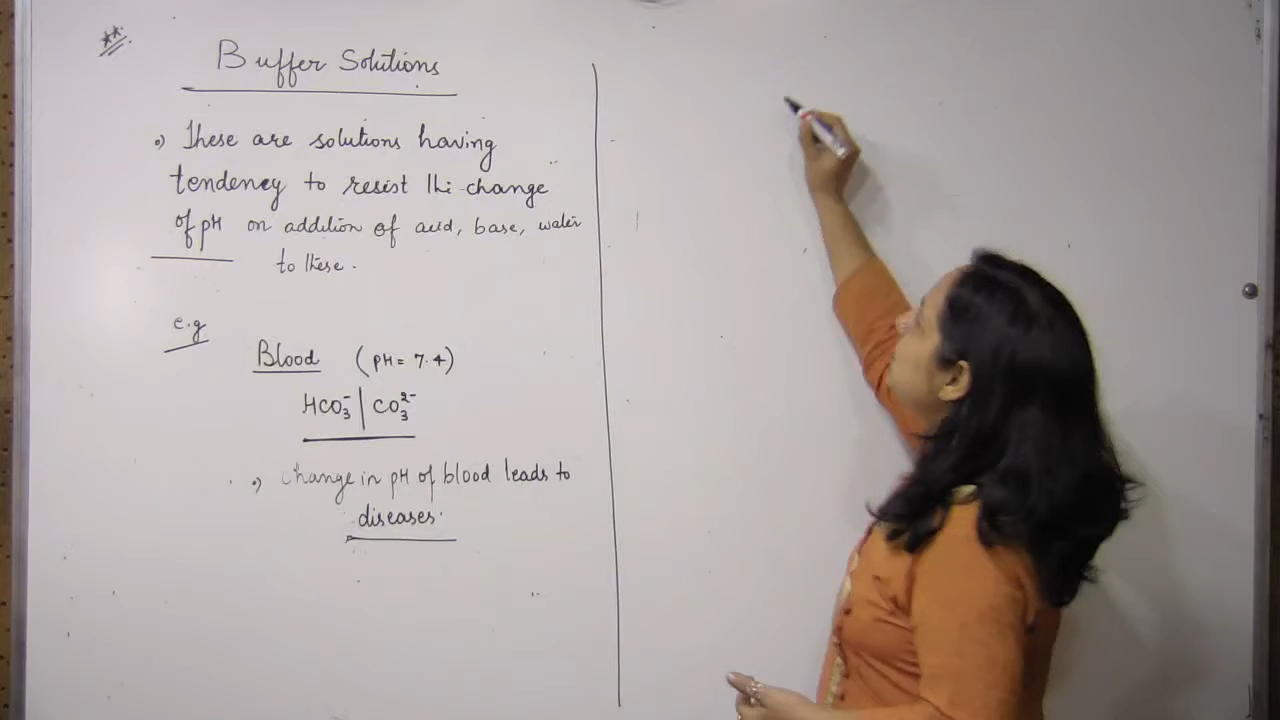 **
Buffer Solutions
•) These are solutions having
tendency to resist the change
of pH on addition of acid, base, water
to these.
e.g
Blood (pH = 7.4)
HCO₃⁻ | CO₃²⁻
•) Change in pH of blood leads to
diseases.